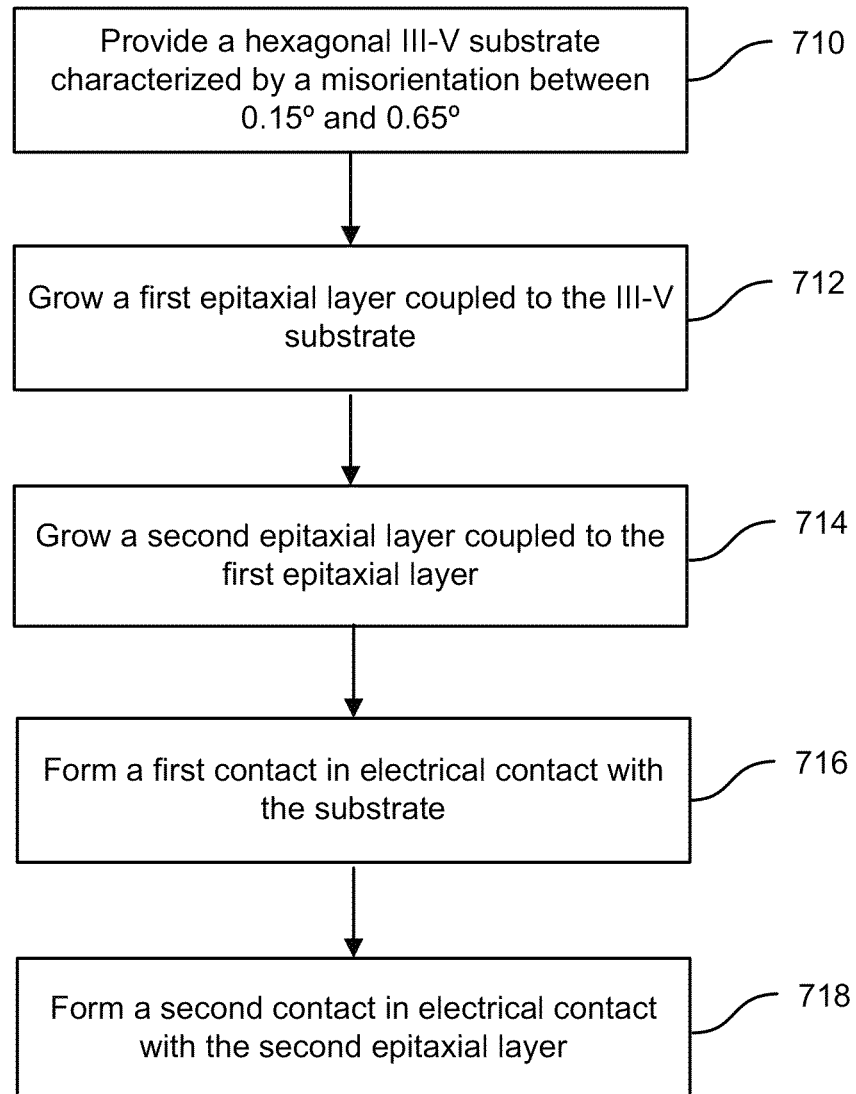 Provide a hexagonal III-V substrate
characterized by a misorientation between
0.15º and 0.65º
710
Grow a first epitaxial layer coupled to the III-V
substrate
712
Grow a second epitaxial layer coupled to the
first epitaxial layer
714
Form a first contact in electrical contact with
the substrate
716
Form a second contact in electrical contact
with the second epitaxial layer
718